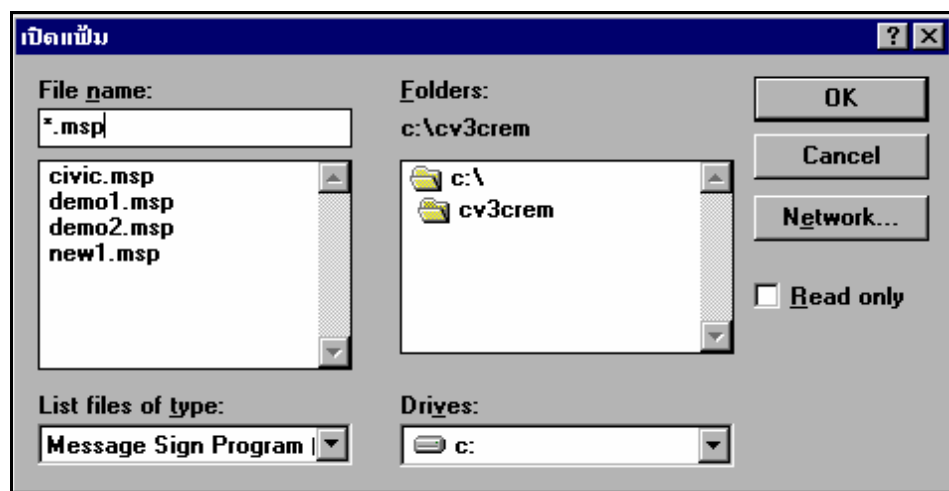 เปิดแฟ้ม
File name:
*.msp
civic.msp
demo1.msp
demo2.msp
new1.msp
List files of type:
Message Sign Program (
Folders:
c:\cv3crem
c:\
cv3crem
Drives:
c:
OK
Cancel
Network...
Read only